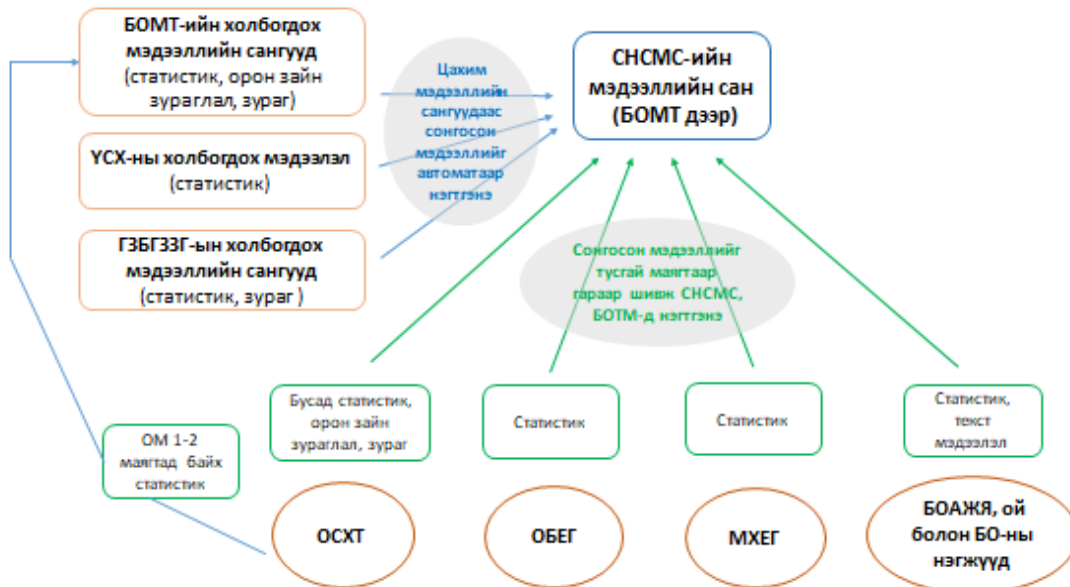 БОМТ-ийн холбогдох
мэдээллийн сангууд
(статистик, орон зайн
зураглал, зураг)
ҮСХ-ны холбогдох мэдээлэл
(статистик)
ГЗБГЗЗГ-ын холбогдох
мэдээллийн сангууд
(статистик, зураг )
Цахим
мэдээллийн
сангуудаас
сонгосон
мэдээллийг
автоматаар
нэгтгэнэ
СНСМС-ийн
мэдээллийн сан
(БОМТ дээр)
Сонгосон мэдээллийг
тусгай маягтаар
гараар шивж СНСМС,
БОТМ-д нэгтгэнэ
ОМ 1-2
маягтад байх
статистик
Бусад статистик,
орон зайн
зураглал, зураг
Статистик
Статистик
Статистик,
текст
мэдээлэл
ОСХТ
ОБЕГ
МХЕГ
БОАЖЯ, ой
болон БО-ны
нэгжүүд